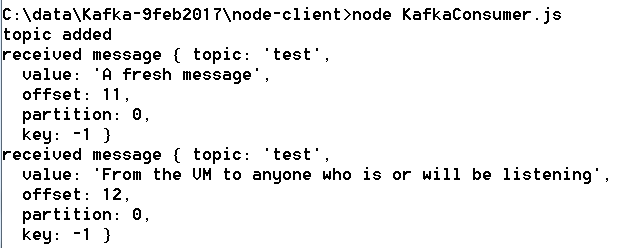 C:\data\Kafka-9feb2017\node-client>node KafkaConsumer.js
topic added
received message { topic: 'test',
  value: 'A fresh message',
  offset: 11,
  partition: 0,
  key: -1 }
received message { topic: 'test',
  value: 'From the VM to anyone who is or will be listening',
  offset: 12,
  partition: 0,
  key: -1 }